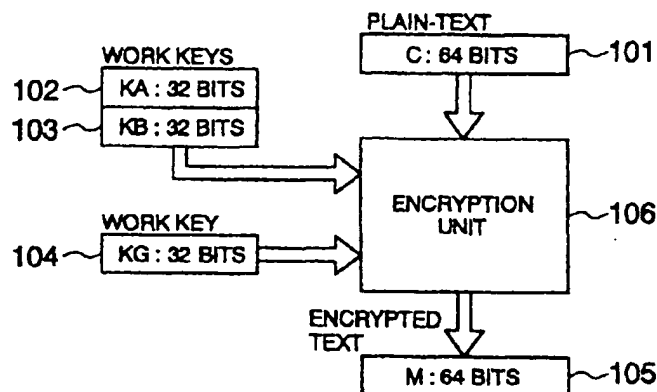 PLAIN-TEXT
C : 64 BITS
101
WORK KEYS
102
KA : 32 BITS
103
KB : 32 BITS
ENCRYPTION
UNIT
106
WORK KEY
104
KG : 32 BITS
ENCRYPTED
TEXT
M : 64 BITS
105